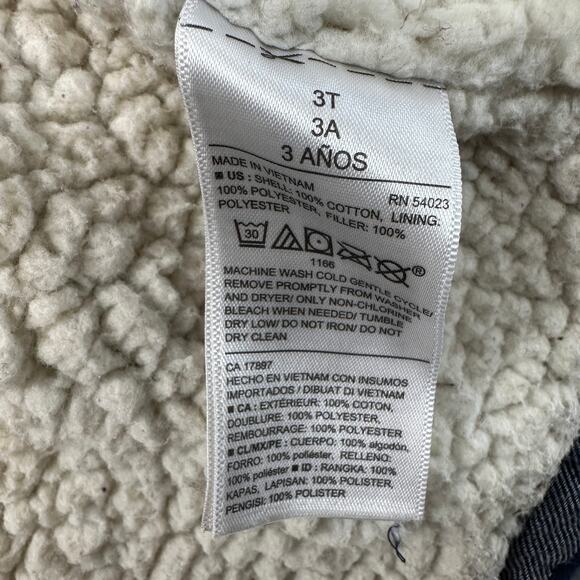 3T
3A
3 AÑOS
MADE IN VIETNAM RN 54023
■ US : SHELL: 100% COTTON, LINING:
100% POLYESTER, FILLER: 100%
POLYESTER
30 ®
1166
MACHINE WASH COLD GENTLE CYCLE/
REMOVE PROMPTLY FROM WASHER
AND DRYER/ ONLY NON-CHLORINE
BLEACH WHEN NEEDED/ TUMBLE
DRY LOW/ DO NOT IRON/ DO NOT
DRY CLEAN
CA 17897
HECHO EN VIETNAM CON INSUMOS
IMPORTADOS / DIBUAT DI VIETNAM
■ CA : EXTÉRIEUR: 100% COTON,
DOUBLURE: 100% POLYESTER,
REMBOURRAGE: 100% POLYESTER
■ CL/MX/PE : CUERPO: 100% algodón,
FORRO: 100% poliéster, RELLENO:
100% poliéster ■ ID : RANGKA: 100%
KAPAS, LAPISAN: 100% POLISTER,
PENGISI: 100% POLISTER